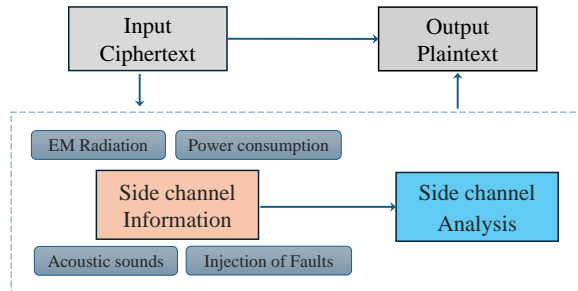 Input
Ciphertext
Output
Plaintext
EM Radiation
Power consumption
Side channel
Information
Side channel
Analysis
Acoustic sounds
Injection of Faults